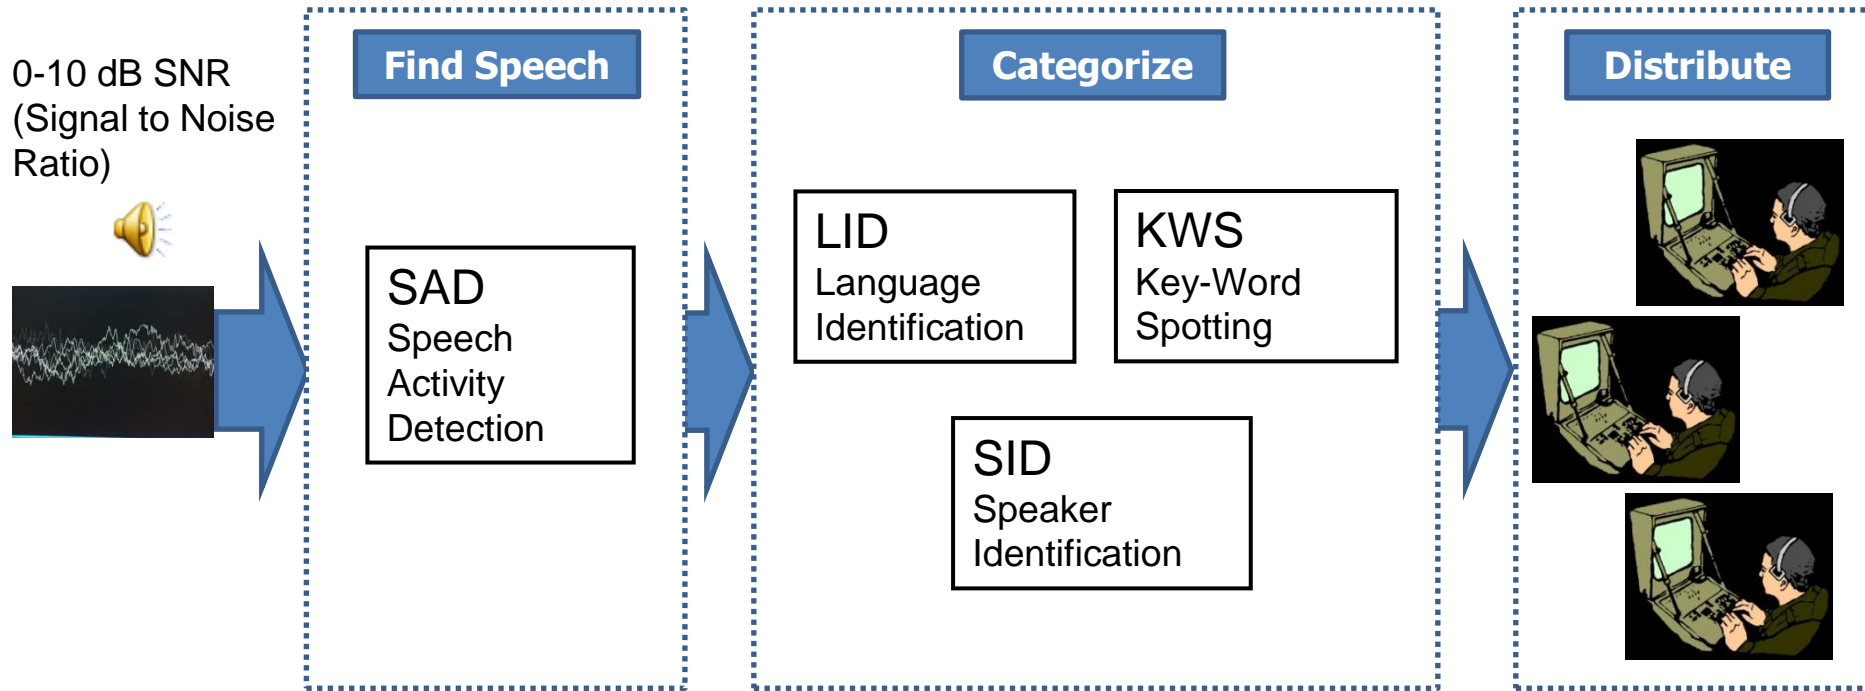 0-10 dB SNR
(Signal to Noise
Ratio)
Find Speech
SAD
Speech
Activity
Detection
Categorize
LID
Language
Identification
KWS
Key-Word
Spotting
SID
Speaker
Identification
Distribute